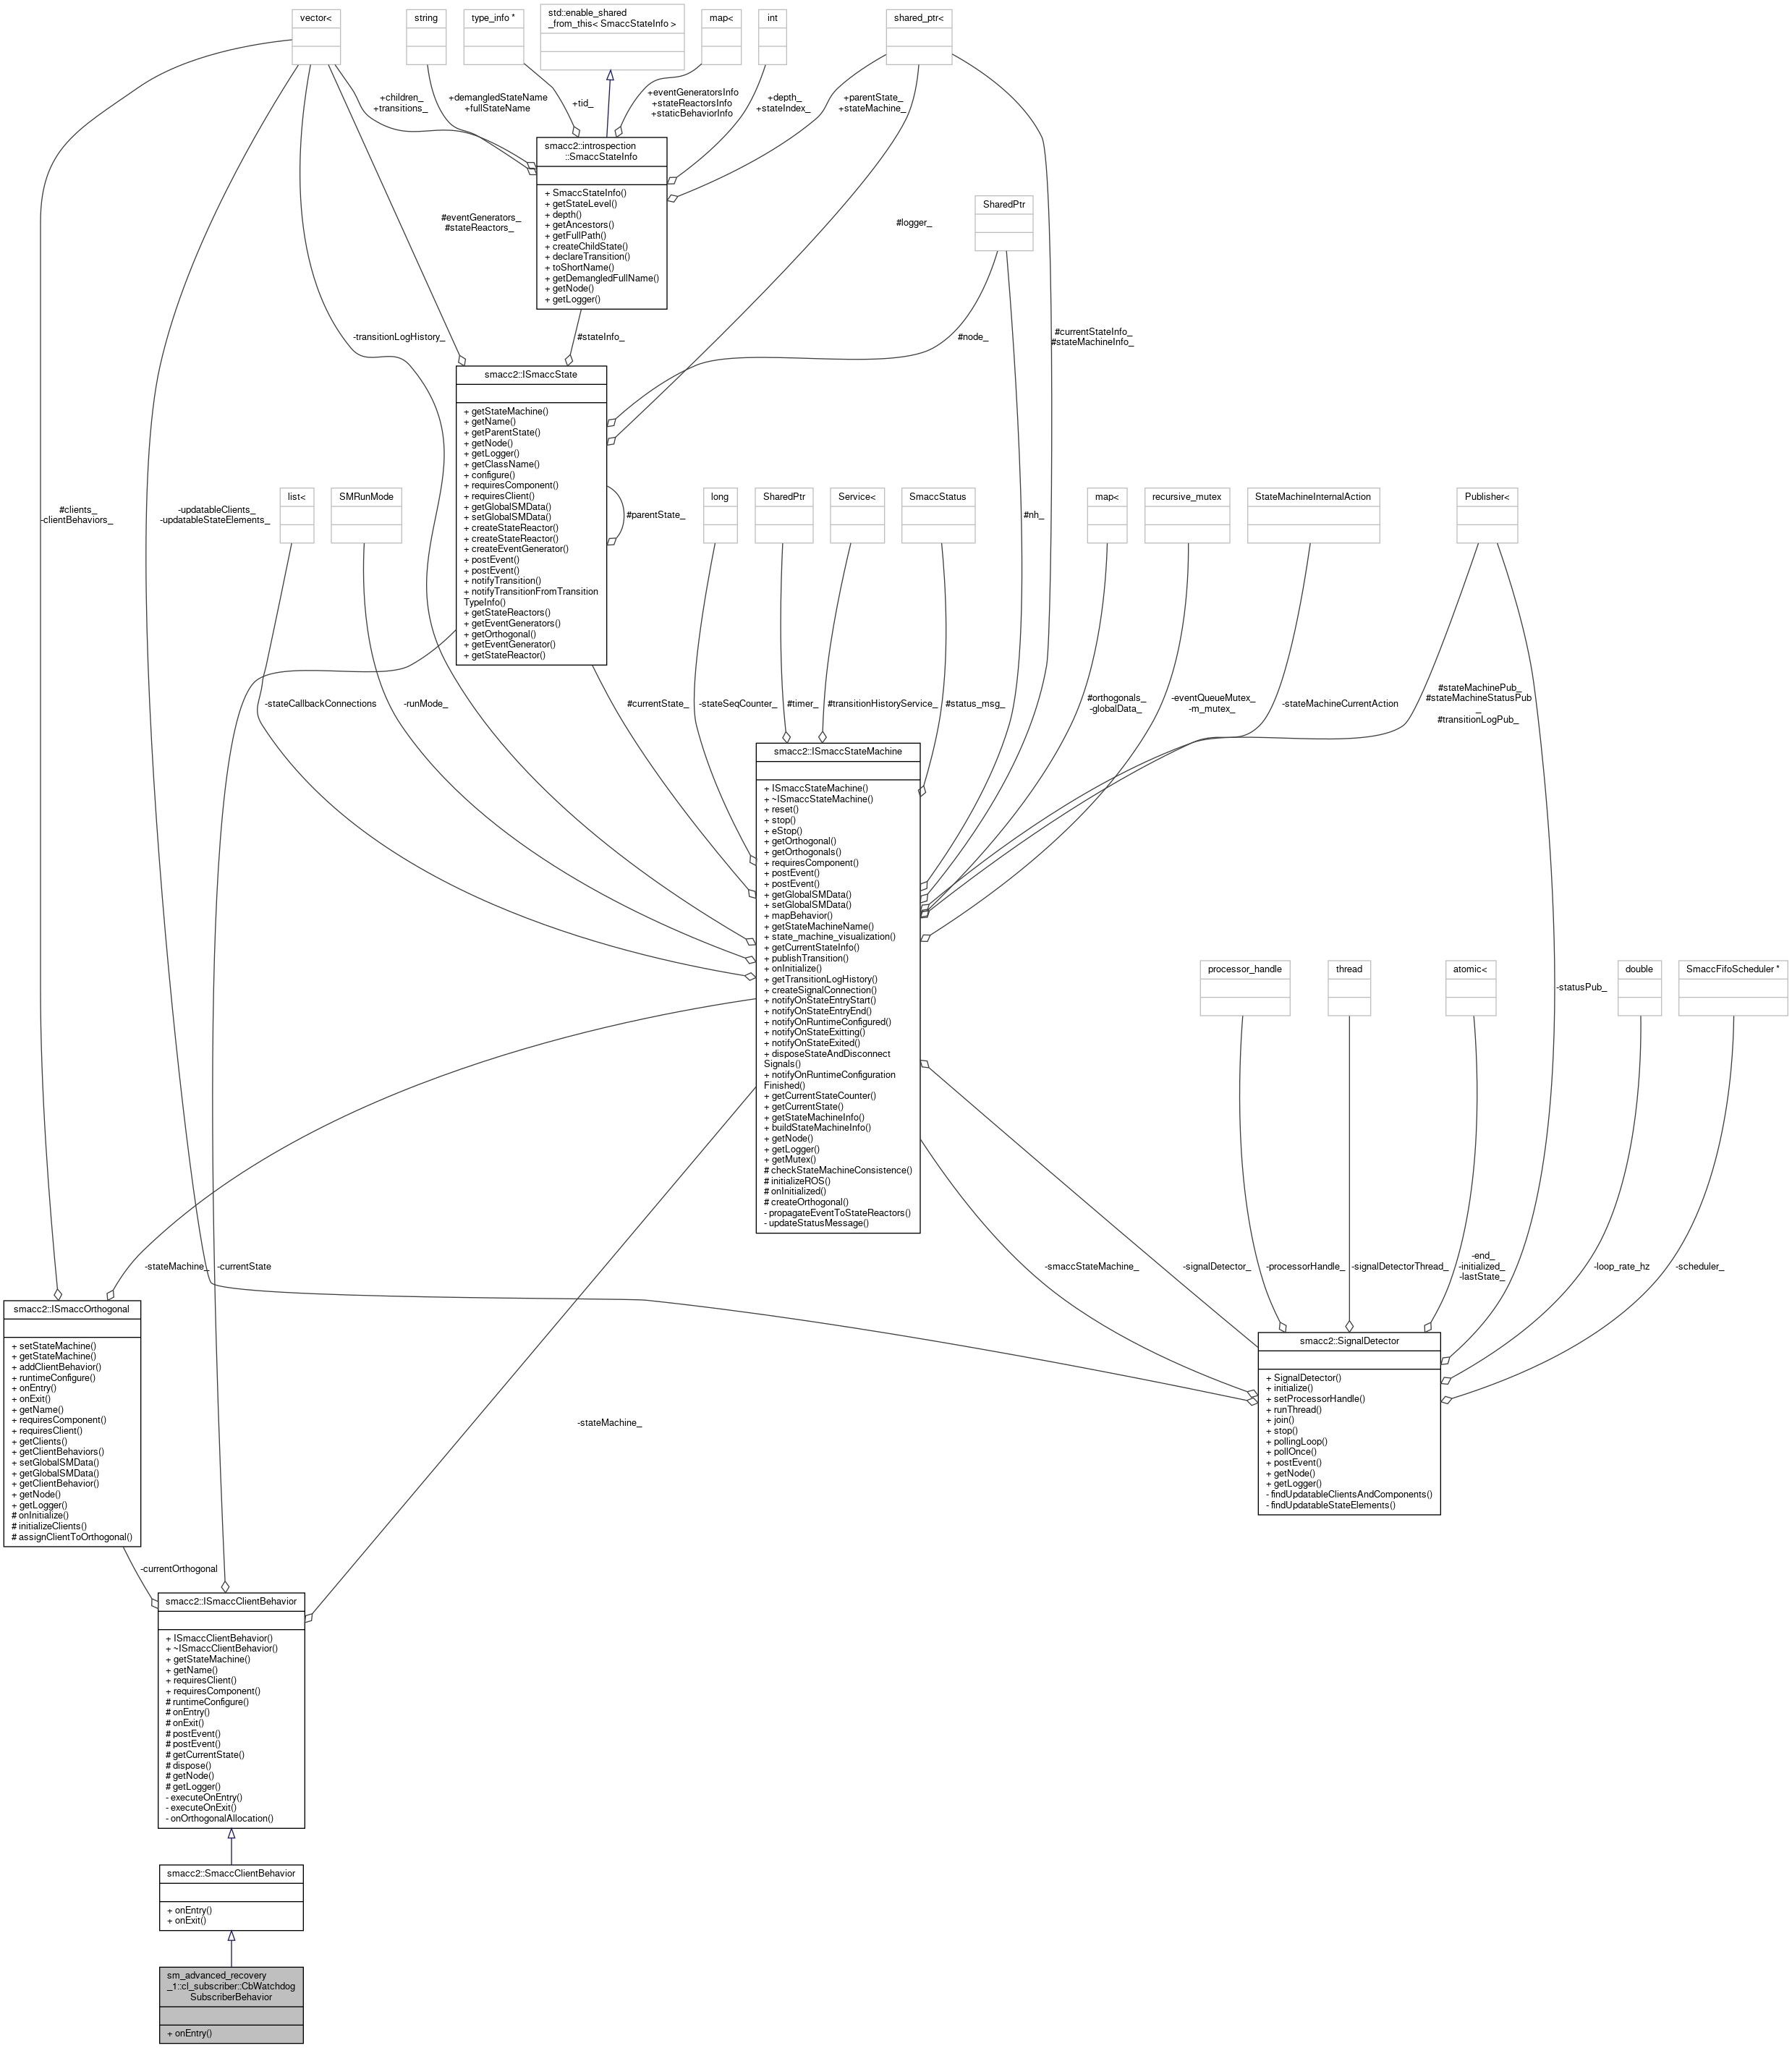 vector<
string
type_info *
std::enable_shared
_from_this< SmaccStateInfo >
map<
int
shared_ptr<
+children_
+transitions_
+demangledStateName
+fullStateName
+tid_
+eventGeneratorsInfo
+stateReactorsInfo
+staticBehaviorInfo
+depth_
+stateIndex_
+parentState_
+stateMachine_
smacc2::introspection
::SmaccStateInfo
+ SmaccStateInfo()
+ getStateLevel()
+ depth()
+ getAncestors()
+ getFullPath()
+ createChildState()
+ declareTransition()
+ toShortName()
+ getDemangledFullName()
+ getNode()
+ getLogger()
SharedPtr
#eventGenerators_
#stateReactors_
#logger_
-transitionLogHistory_
#stateInfo_
#node_
#currentStateInfo_
#stateMachineInfo_
smacc2::ISmaccState
+ getStateMachine()
+ getName()
+ getParentState()
+ getNode()
+ getLogger()
+ getClassName()
+ configure()
+ requiresComponent()
+ requiresClient()
+ getGlobalSMData()
+ setGlobalSMData()
+ createStateReactor()
+ createStateReactor()
+ createEventGenerator()
+ postEvent()
+ postEvent()
+ notifyTransition()
+ notifyTransitionFromTransition
TypeInfo()
+ getStateReactors()
+ getEventGenerators()
+ getOrthogonal()
+ getEventGenerator()
+ getStateReactor()
#parentState_
#clients_
-clientBehaviors_
-updatableClients_
-updatableStateElements_
list<
SMRunMode
long
SharedPtr
Service<
SmaccStatus
#nh_
map<
recursive_mutex
StateMachineInternalAction
Publisher<
-stateCallbackConnections
-runMode_
#currentState_
-stateSeqCounter_
#timer_
#transitionHistoryService_
#status_msg_
#orthogonals_
-globalData_
-eventQueueMutex_
-m_mutex_
-stateMachineCurrentAction
#stateMachinePub_
#stateMachineStatusPub
_
#transitionLogPub_
smacc2::ISmaccStateMachine
+ ISmaccStateMachine()
+ ~ISmaccStateMachine()
+ reset()
+ stop()
+ eStop()
+ getOrthogonal()
+ getOrthogonals()
+ requiresComponent()
+ postEvent()
+ postEvent()
+ getGlobalSMData()
+ setGlobalSMData()
+ mapBehavior()
+ getStateMachineName()
+ state_machine_visualization()
+ getCurrentStateInfo()
+ publishTransition()
+ onInitialize()
+ getTransitionLogHistory()
+ createSignalConnection()
+ notifyOnStateEntryStart()
+ notifyOnStateEntryEnd()
+ notifyOnRuntimeConfigured()
+ notifyOnStateExitting()
+ notifyOnStateExited()
+ disposeStateAndDisconnect
Signals()
+ notifyOnRuntimeConfiguration
Finished()
+ getCurrentStateCounter()
+ getCurrentState()
+ getStateMachineInfo()
+ buildStateMachineInfo()
+ getNode()
+ getLogger()
+ getMutex()
# checkStateMachineConsistence()
# initializeROS()
# onInitialized()
# createOrthogonal()
- propagateEventToStateReactors()
- updateStatusMessage()
processor_handle
thread
atomic<
-statusPub_
double
SmaccFifoScheduler *
-stateMachine_
-currentState
-smaccStateMachine_
-signalDetector_
-processorHandle_
-signalDetectorThread_
-end_
-initialized_
-lastState_
-loop_rate_hz
-scheduler_
smacc2::ISmaccOrthogonal
+ setStateMachine()
+ getStateMachine()
+ addClientBehavior()
+ runtimeConfigure()
+ onEntry()
+ onExit()
+ getName()
+ requiresComponent()
+ requiresClient()
+ getClients()
+ getClientBehaviors()
+ setGlobalSMData()
+ getGlobalSMData()
+ getClientBehavior()
+ getNode()
+ getLogger()
# onInitialize()
# initializeClients()
# assignClientToOrthogonal()
smacc2::SignalDetector
+ SignalDetector()
+ initialize()
+ setProcessorHandle()
+ runThread()
+ join()
+ stop()
+ pollingLoop()
+ pollOnce()
+ postEvent()
+ getNode()
+ getLogger()
- findUpdatableClientsAndComponents()
- findUpdatableStateElements()
-stateMachine_
-currentOrthogonal
smacc2::ISmaccClientBehavior
+ ISmaccClientBehavior()
+ ~ISmaccClientBehavior()
+ getStateMachine()
+ getName()
+ requiresClient()
+ requiresComponent()
# runtimeConfigure()
# onEntry()
# onExit()
# postEvent()
# postEvent()
# getCurrentState()
# dispose()
# getNode()
# getLogger()
- executeOnEntry()
- executeOnExit()
- onOrthogonalAllocation()
smacc2::SmaccClientBehavior
+ onEntry()
+ onExit()
sm_advanced_recovery
_1::cl_subscriber::CbWatchdog
SubscriberBehavior
+ onEntry()